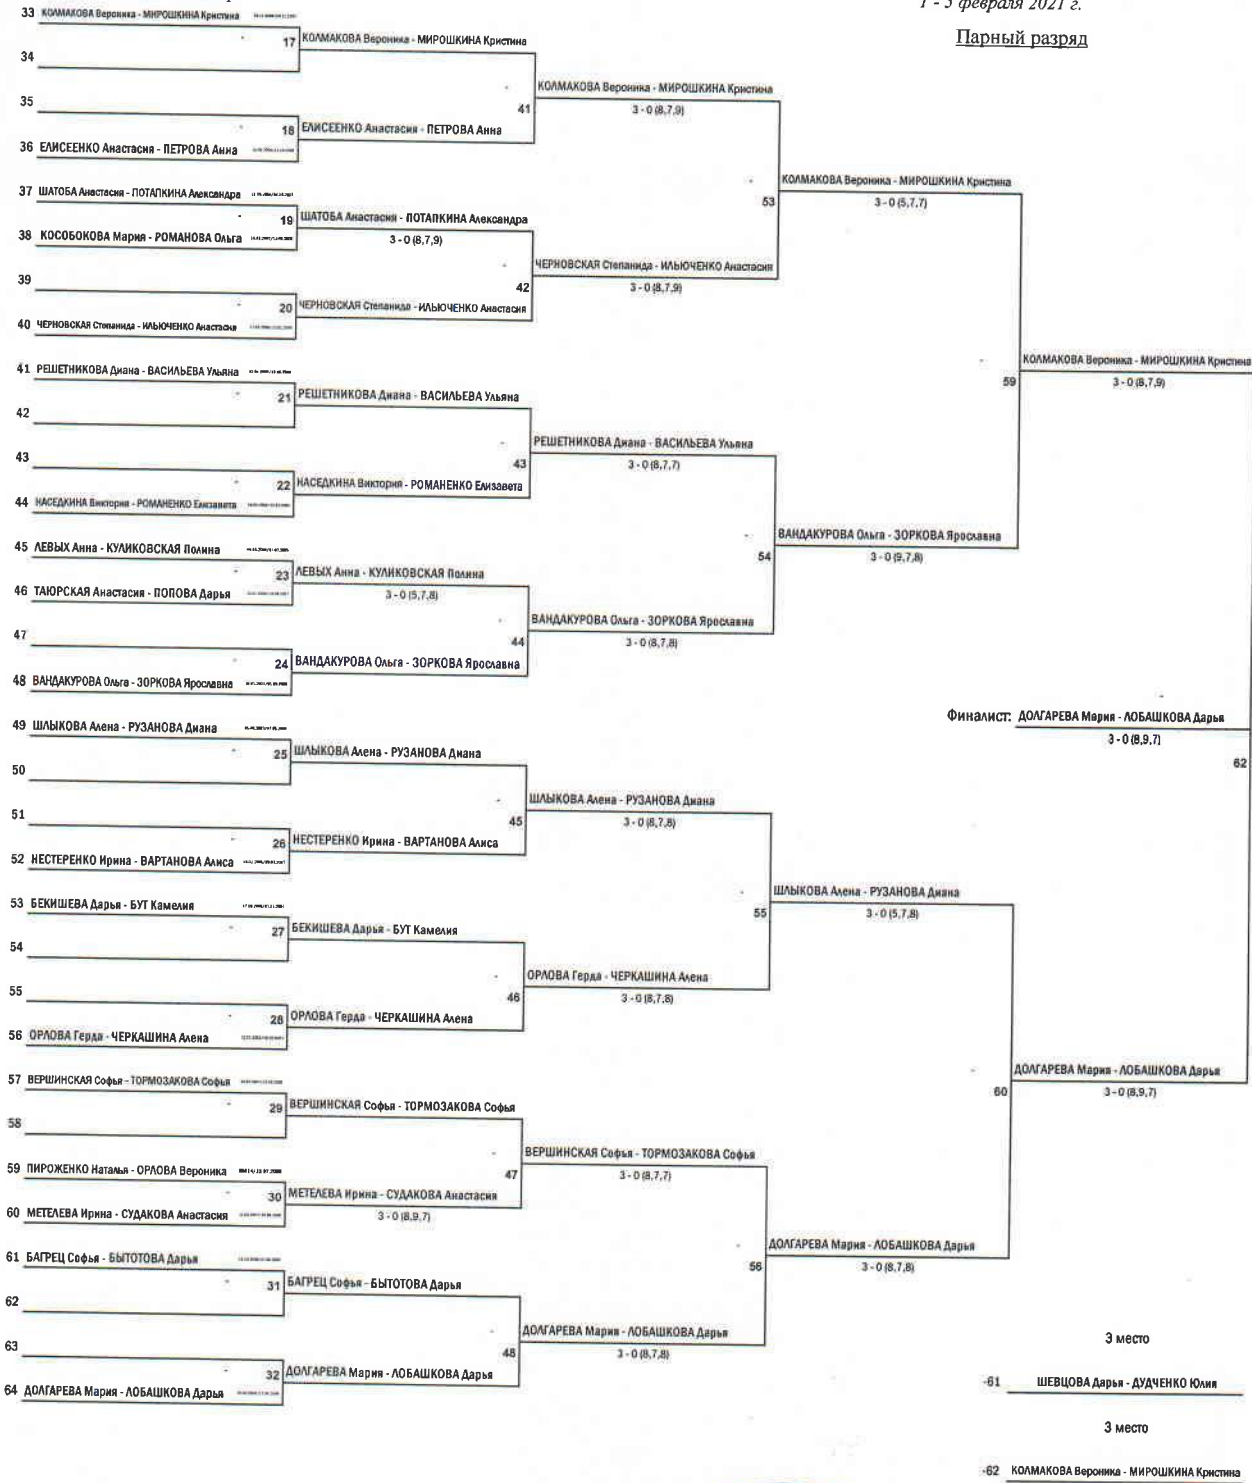 1 - 5 февраля 2021 г.
Парный разряд
33 КОЛМАКОВА Вероника - МИРОШКИНА Кристина
17 КОЛМАКОВА Вероника - МИРОШКИНА Кристина
34
КОЛМАКОВА Вероника - МИРОШКИНА Кристина
41 3 - 0 (8,7,9)
35
18 ЕЛИСЕЕНКО Анастасия - ПЕТРОВА Анна
36 ЕЛИСЕЕНКО Анастасия - ПЕТРОВА Анна
КОЛМАКОВА Вероника - МИРОШКИНА Кристина
53 3 - 0 (5,7,7)
37 ШАТОБА Анастасия - ПОТАПКИНА Александра
19 ШАТОБА Анастасия - ПОТАПКИНА Александра
38 КОСОБОКОВА Мария - РОМАНОВА Ольга
3 - 0 (8,7,9)
ЧЕРНОВСКАЯ Степанида - ИЛЬЮЧЕНКО Анастасия
42 3 - 0 (8,7,9)
39
20 ЧЕРНОВСКАЯ Степанида - ИЛЬЮЧЕНКО Анастасия
40 ЧЕРНОВСКАЯ Степанида - ИЛЬЮЧЕНКО Анастасия
КОЛМАКОВА Вероника - МИРОШКИНА Кристина
59 3 - 0 (8,7,9)
41 РЕШЕТНИКОВА Диана - ВАСИЛЬЕВА Ульяна
21 РЕШЕТНИКОВА Диана - ВАСИЛЬЕВА Ульяна
42
РЕШЕТНИКОВА Диана - ВАСИЛЬЕВА Ульяна
43 3 - 0 (8,7,7)
43
22 НАСЕДКИНА Виктория - РОМАНЕНКО Елизавета
44 НАСЕДКИНА Виктория - РОМАНЕНКО Елизавета
ВАНДАКУРОВА Ольга - ЗОРКОВА Ярославна
54 3 - 0 (9,7,8)
45 ЛЕВЫХ Анна - КУЛИКОВСКАЯ Полина
23 ЛЕВЫХ Анна - КУЛИКОВСКАЯ Полина
46 ТАЮРСКАЯ Анастасия - ПОПОВА Дарья
3 - 0 (5,7,8)
ВАНДАКУРОВА Ольга - ЗОРКОВА Ярославна
44 3 - 0 (8,7,8)
47
24 ВАНДАКУРОВА Ольга - ЗОРКОВА Ярославна
48 ВАНДАКУРОВА Ольга - ЗОРКОВА Ярославна
Финалист: ДОЛГАРЕВА Мария - ЛОБАШКОВА Дарья
3 - 0 (8,9,7)
62
49 ШЛЫКОВА Алена - РУЗАНОВА Диана
25 ШЛЫКОВА Алена - РУЗАНОВА Диана
50
ШЛЫКОВА Алена - РУЗАНОВА Диана
45 3 - 0 (8,7,8)
51
26 НЕСТЕРЕНКО Ирина - ВАРТАНОВА Алиса
52 НЕСТЕРЕНКО Ирина - ВАРТАНОВА Алиса
ШЛЫКОВА Алена - РУЗАНОВА Диана
55 3 - 0 (5,7,8)
53 БЕКИШЕВА Дарья - БУТ Камелия
27 БЕКИШЕВА Дарья - БУТ Камелия
54
ОРЛОВА Герда - ЧЕРКАШИНА Алена
46 3 - 0 (8,7,8)
55
28 ОРЛОВА Герда - ЧЕРКАШИНА Алена
56 ОРЛОВА Герда - ЧЕРКАШИНА Алена
ДОЛГАРЕВА Мария - ЛОБАШКОВА Дарья
60 3 - 0 (8,9,7)
57 ВЕРШИНСКАЯ Софья - ТОРМОЗАКОВА Софья
29 ВЕРШИНСКАЯ Софья - ТОРМОЗАКОВА Софья
58
ВЕРШИНСКАЯ Софья - ТОРМОЗАКОВА Софья
47 3 - 0 (8,7,7)
59 ПИРОЖЕНКО Наталья - ОРЛОВА Вероника
30 МЕТЕЛЕВА Ирина - СУДАКОВА Анастасия
60 МЕТЕЛЕВА Ирина - СУДАКОВА Анастасия
3 - 0 (8,9,7)
ДОЛГАРЕВА Мария - ЛОБАШКОВА Дарья
56 3 - 0 (8,7,8)
61 БАГРЕЦ Софья - БЫТОТОВА Дарья
31 БАГРЕЦ Софья - БЫТОТОВА Дарья
62
ДОЛГАРЕВА Мария - ЛОБАШКОВА Дарья
48 3 - 0 (8,7,8)
63
32 ДОЛГАРЕВА Мария - ЛОБАШКОВА Дарья
64 ДОЛГАРЕВА Мария - ЛОБАШКОВА Дарья
3 место
-61 ШЕВЦОВА Дарья - ДУДЧЕНКО Юлия
3 место
-62 КОЛМАКОВА Вероника - МИРОШКИНА Кристина